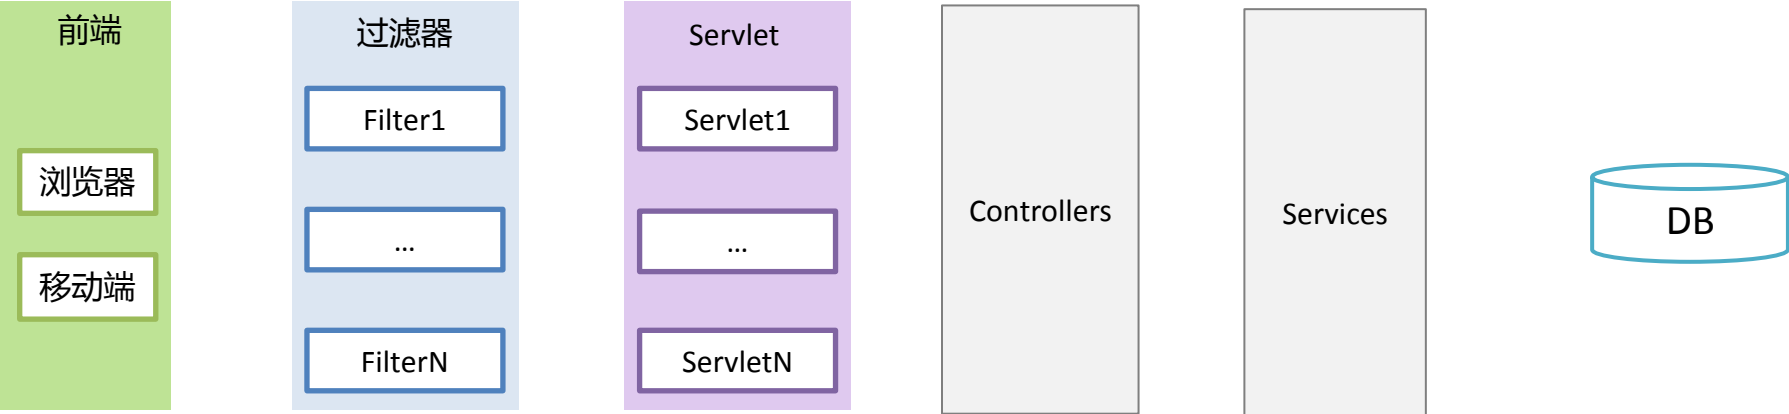 前端
浏览器
移动端
过滤器
Filter1
...
FilterN
Servlet
Servlet1
...
ServletN
Controllers
Services
DB